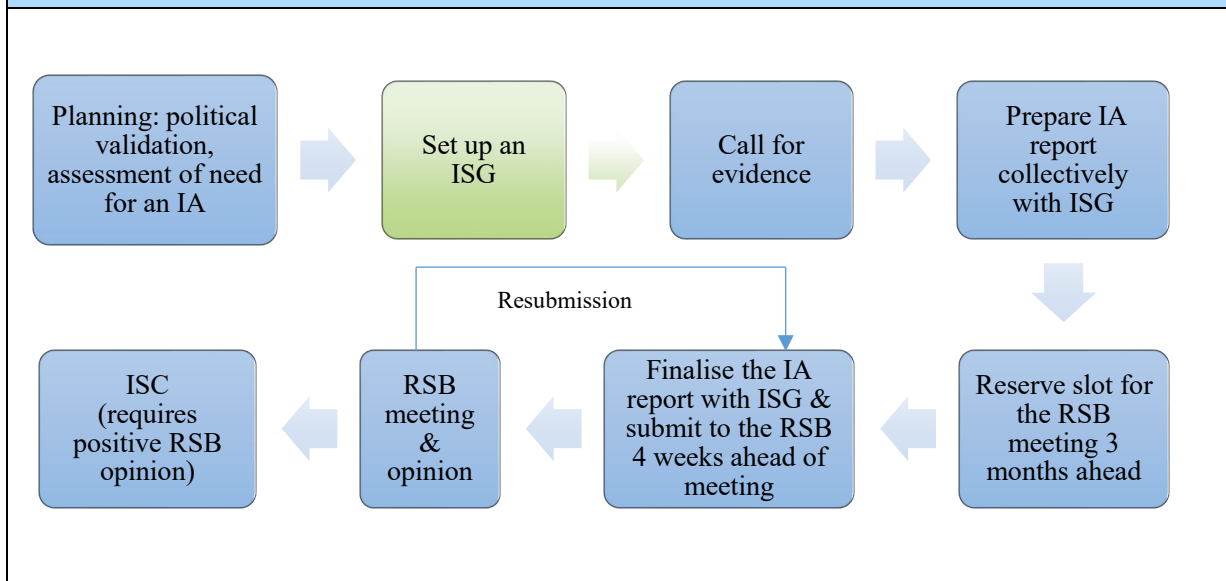 Planning: political
validation,
assessment of need
for an IA
Set up an
ISG
Call for
evidence
Prepare IA
report
collectively
with ISG
Reserve slot for
the RSB
meeting 3
months ahead
Finalise the IA
report with ISG &
submit to the RSB
4 weeks ahead of
meeting
Resubmission
RSB
meeting
&
opinion
ISC
(requires
positive RSB
opinion)